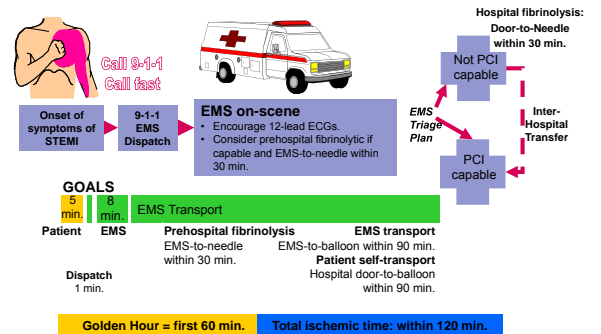 Hospital fibrinolysis:
Door-to-Needle
within 30 min.
Call 9-1-1
Call fast
Not PCI
capable
Onset of
symptoms of
STEMI
9-1-1
EMS
Dispatch
EMS on-scene
• Encourage 12-lead ECGs.
• Consider prehospital fibrinolytic if
capable and EMS-to-needle within
30 min.
EMS
Triage
Plan
Inter-
Hospital
Transfer
PCI
capable
GOALS
5
min.
8
min.
EMS Transport
Patient
EMS
Prehospital fibrinolysis
EMS-to-needle
within 30 min.
EMS transport
EMS-to-balloon within 90 min.
Patient self-transport
Hospital door-to-balloon
within 90 min.
Dispatch
1 min.
Golden Hour = first 60 min.
Total ischemic time: within 120 min.